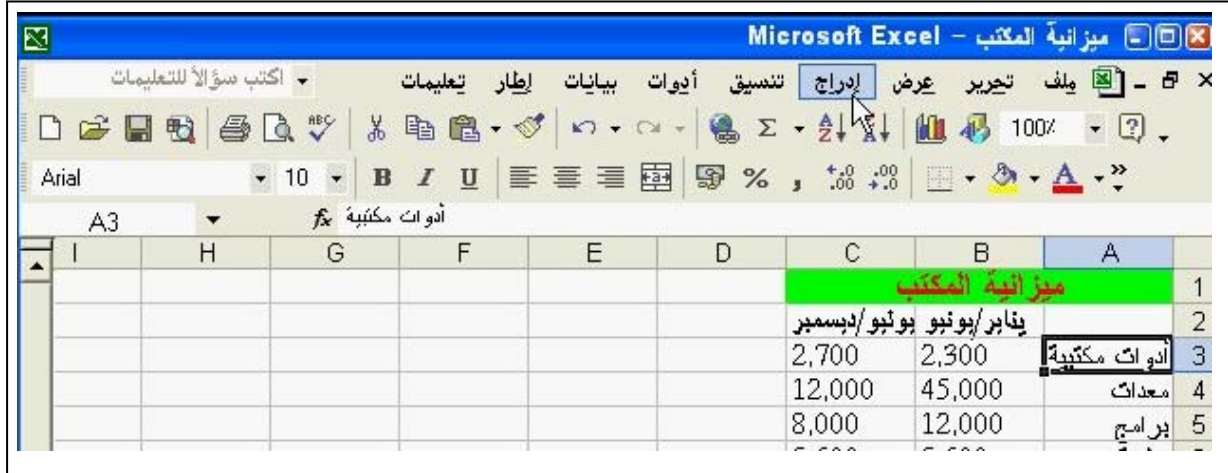 ميزانية المكتب – Microsoft Excel
ملف تحرير عرض إدراج تنسيق أدوات بيانات إطار تعليمات اكتب سؤالاً للتعليمات
ABC Σ 100%
Arial 10 B I U % , A
A3 fx أدوات مكتبية
A B C D E F G H I
1 ميزانية المكتب
2 يناير/يونيو يوليو/ديسمبر
3 أدوات مكتبية 2,300 2,700
4 معدات 45,000 12,000
5 برامج 12,000 8,000